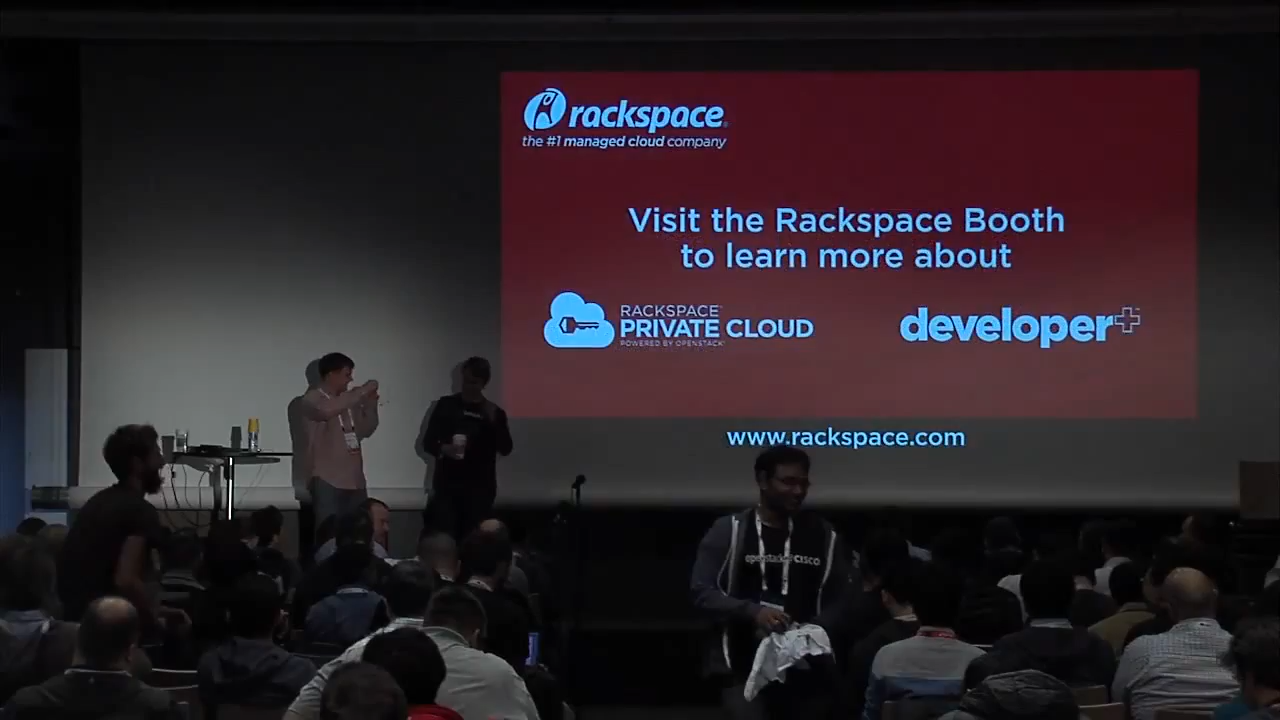 rackspace
the #1 managed cloud company
Visit the Rackspace Booth
to learn more about
RACKSPACE
PRIVATE CLOUD
POWERED BY OPENSTACK
developer+
www.rackspace.com
openstack@CISCO